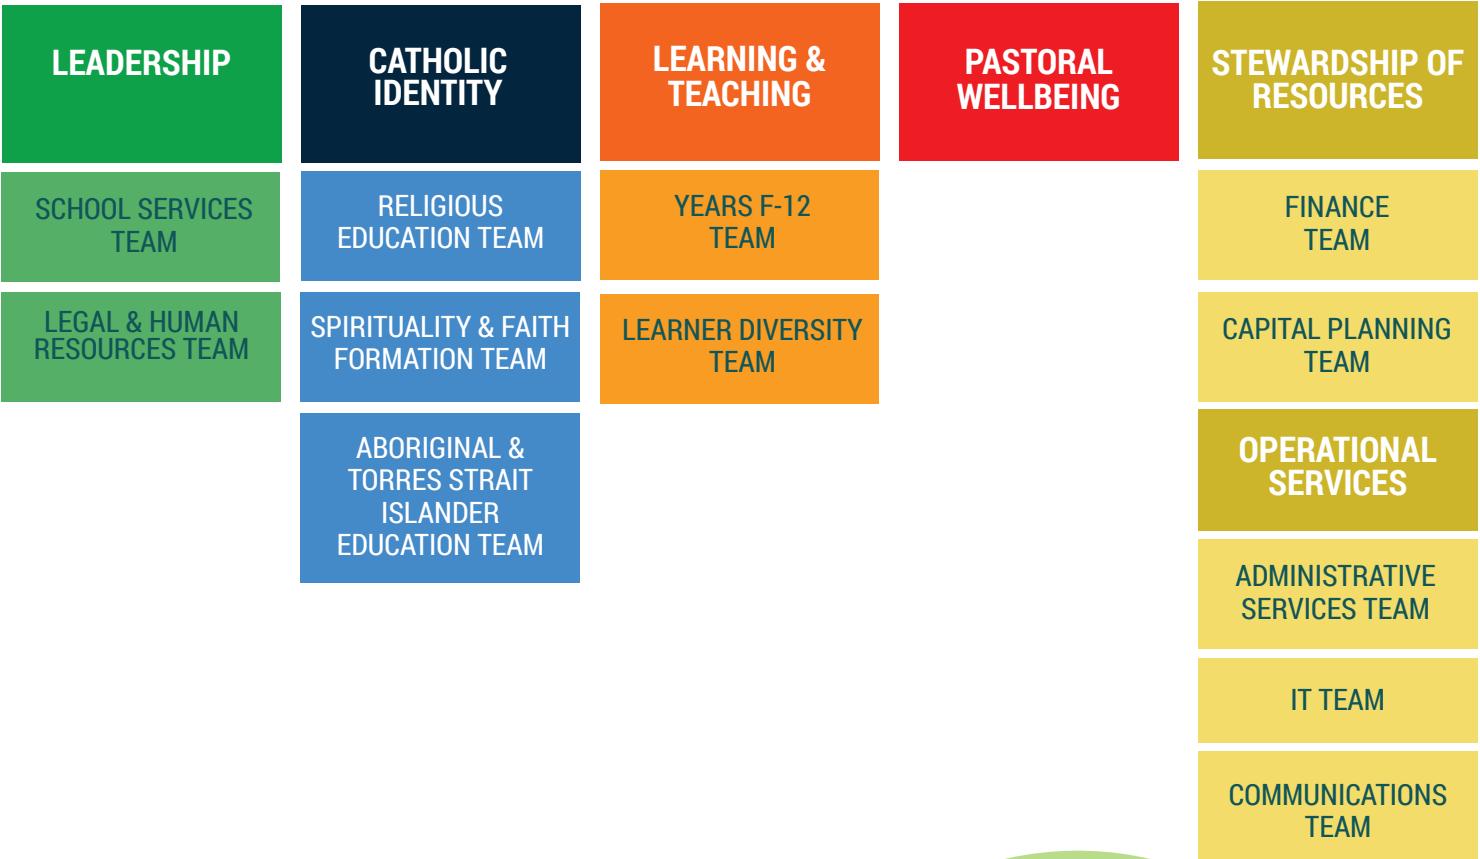 LEADERSHIP
SCHOOL SERVICES
TEAM
LEGAL & HUMAN
RESOURCES TEAM
CATHOLIC
IDENTITY
RELIGIOUS
EDUCATION TEAM
SPIRITUALITY & FAITH
FORMATION TEAM
ABORIGINAL &
TORRES STRAIT
ISLANDER
EDUCATION TEAM
LEARNING &
TEACHING
YEARS F-12
TEAM
LEARNER DIVERSITY
TEAM
PASTORAL
WELLBEING
STEWARDSHIP OF
RESOURCES
FINANCE
TEAM
CAPITAL PLANNING
TEAM
OPERATIONAL
SERVICES
ADMINISTRATIVE
SERVICES TEAM
IT TEAM
COMMUNICATIONS
TEAM